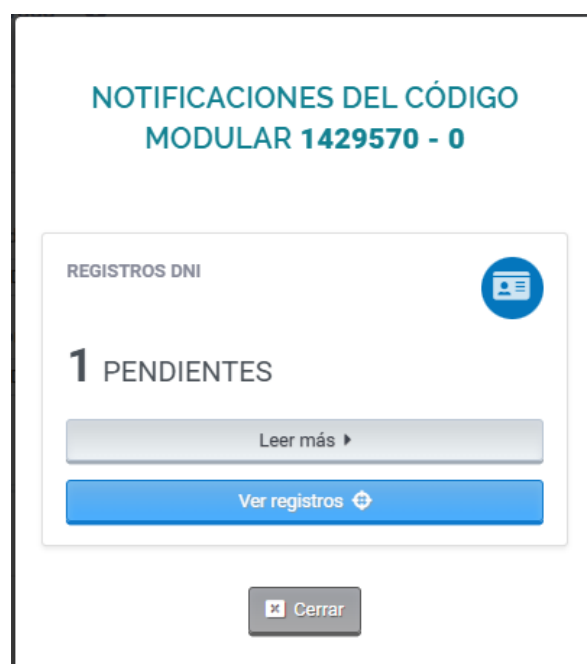 NOTIFICACIONES DEL CÓDIGO
MODULAR 1429570 - 0
REGISTROS DNI
1 PENDIENTES
Leer más
Ver registros
Cerrar